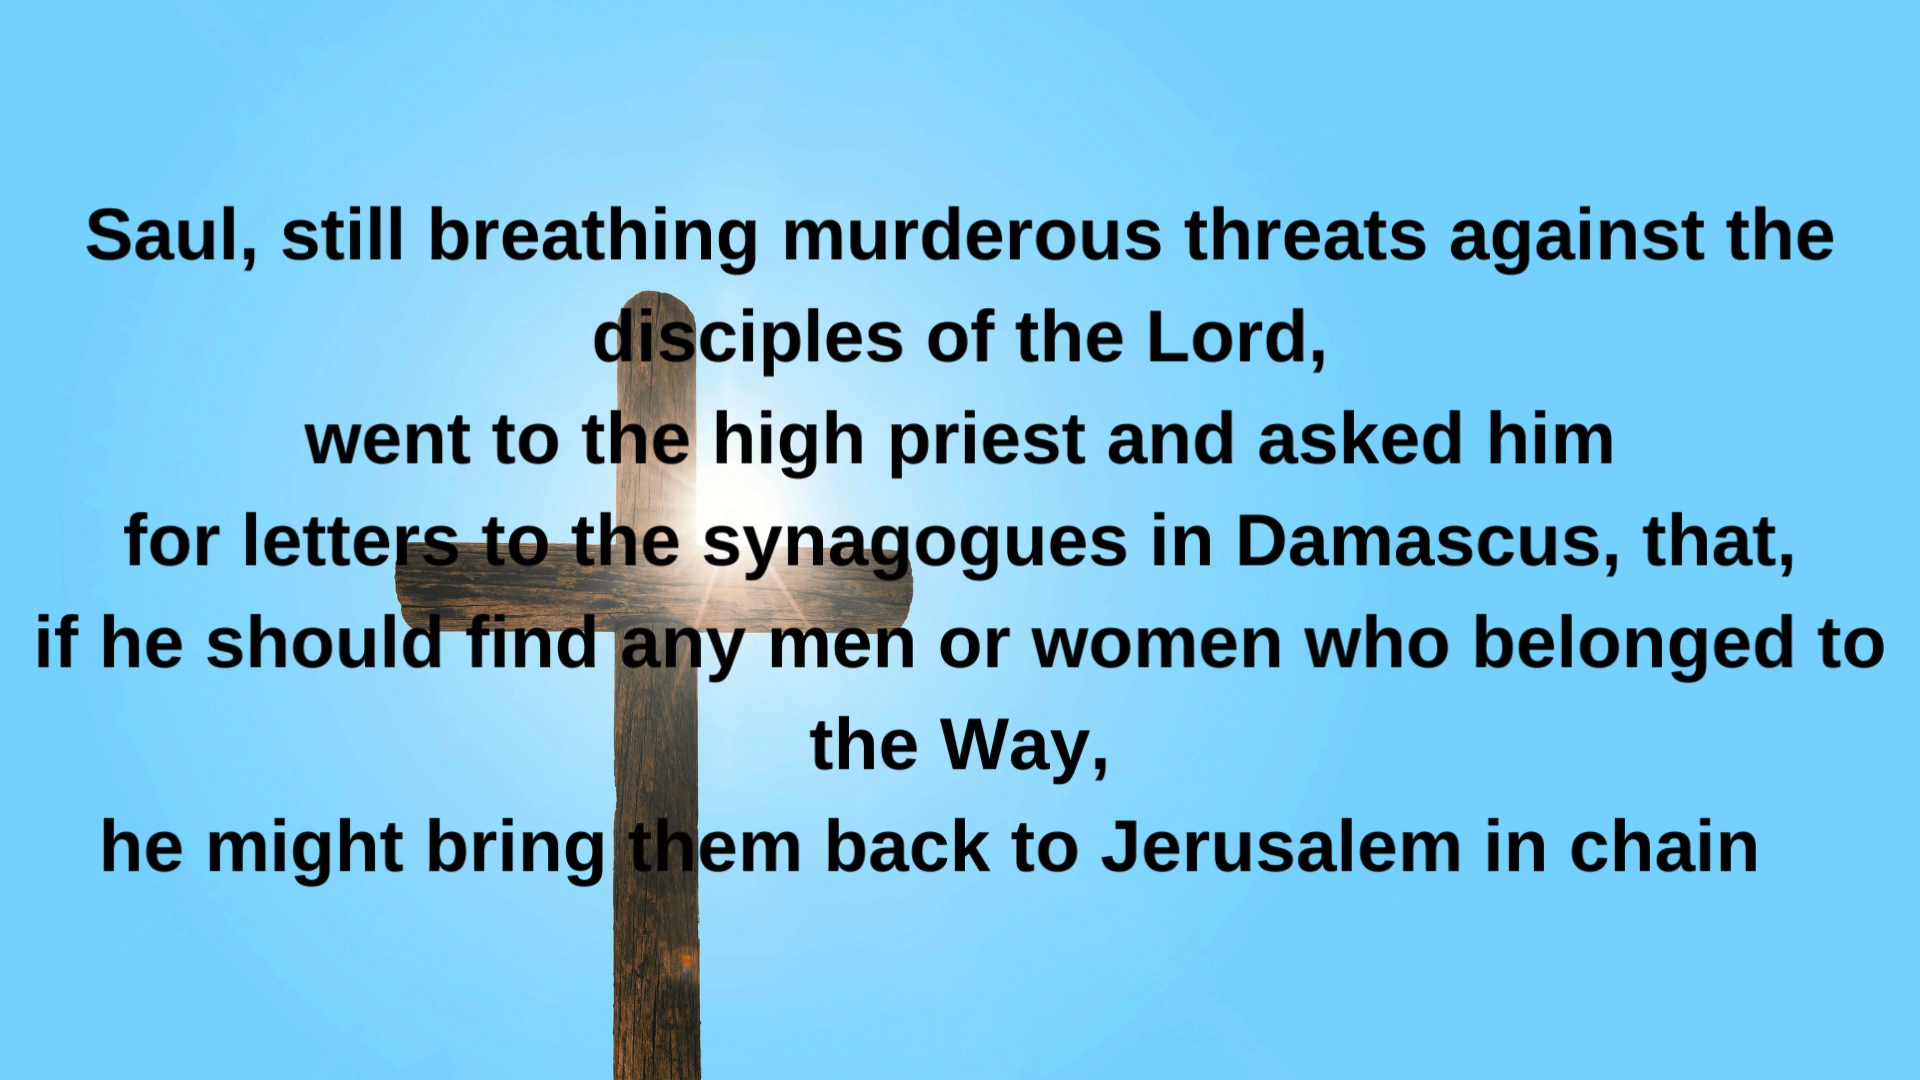 Saul, still breathing murderous threats against the
disciples of the Lord,
went to the high priest and asked him
for letters to the synagogues in Damascus, that,
if he should find any men or women who belonged to
the Way,
he might bring them back to Jerusalem in chain